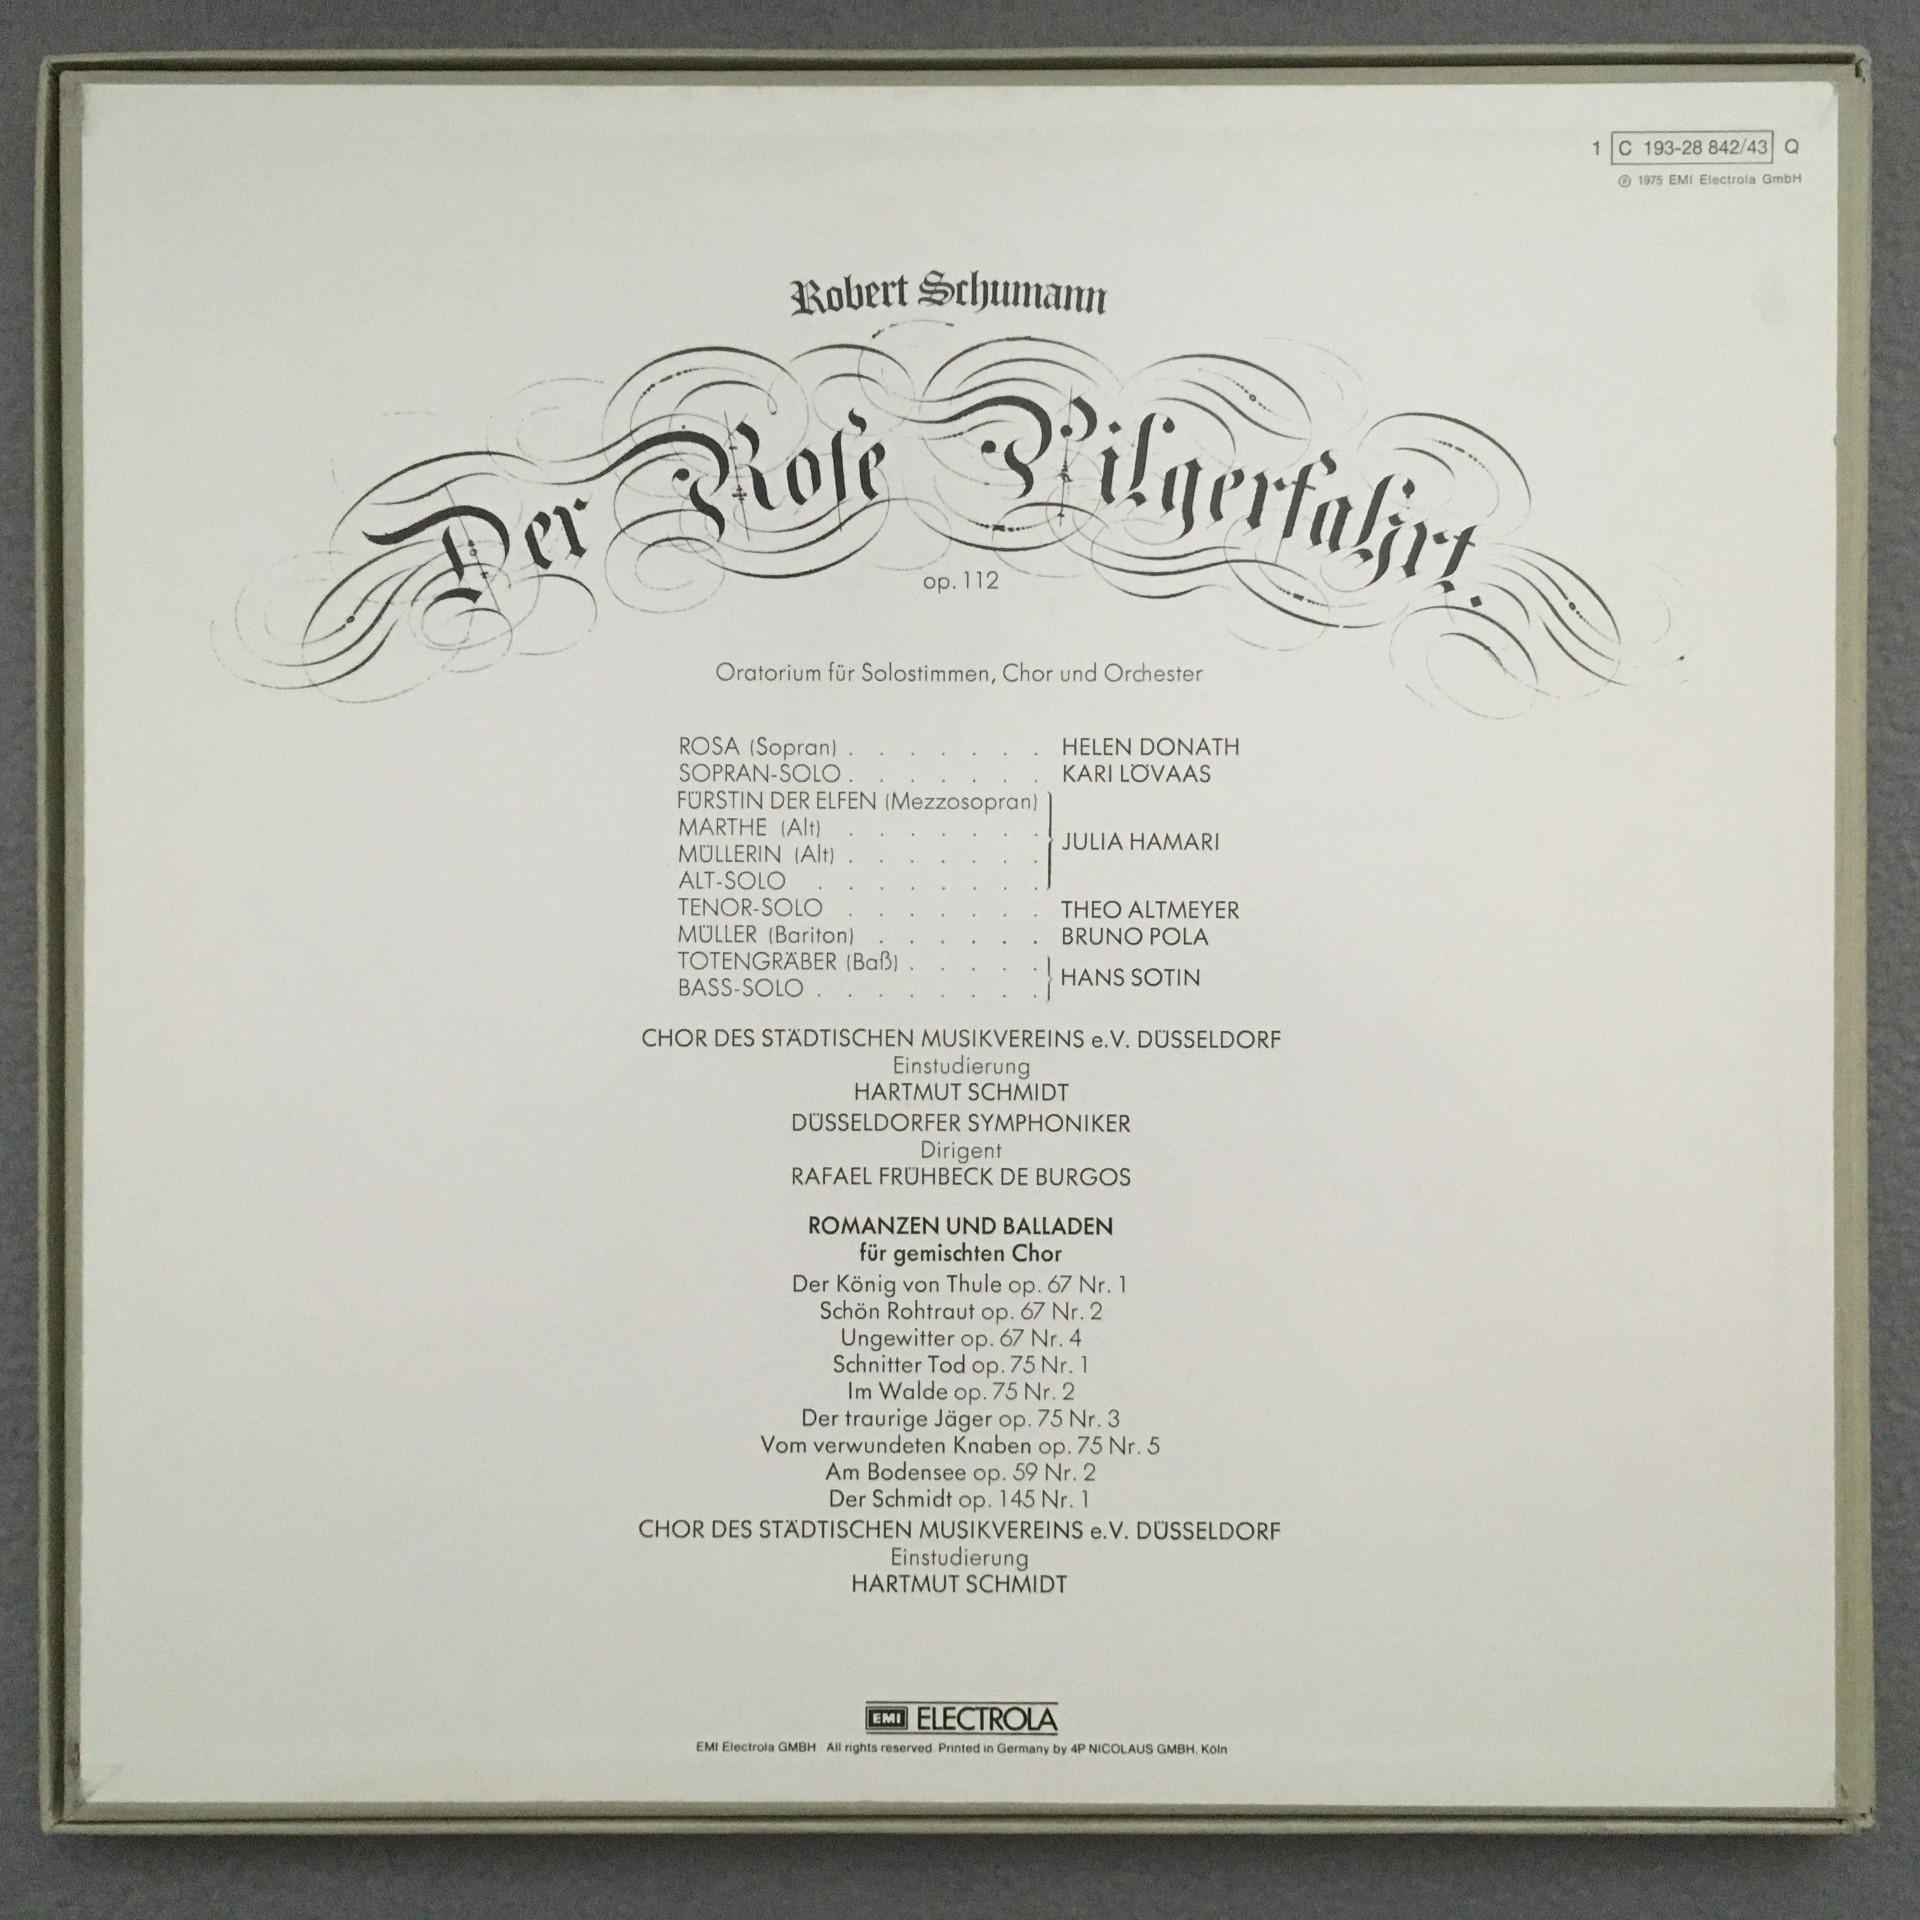 1 C 193-28 842/43 Q
℗ 1975 EMI Electrola GmbH
Robert Schumann
Der Rose Pilgerfahrt.
op. 112
Oratorium für Solostimmen, Chor und Orchester
ROSA (Sopran) . . . . . . . HELEN DONATH
SOPRAN-SOLO . . . . . . . KARI LÖVAAS
FÜRSTIN DER ELFEN (Mezzosopran)
MARTHE (Alt) . . . . . . .
JULIA HAMARI
MÜLLERIN (Alt) . . . . . . .
ALT-SOLO . . . . . . . .
TENOR-SOLO . . . . . . . THEO ALTMEYER
MÜLLER (Bariton) . . . . . . BRUNO POLA
TOTENGRÄBER (Baß) . . . . .
HANS SOTIN
BASS-SOLO . . . . . . . .
CHOR DES STÄDTISCHEN MUSIKVEREINS e.V. DÜSSELDORF
Einstudierung
HARTMUT SCHMIDT
DÜSSELDORFER SYMPHONIKER
Dirigent
RAFAEL FRÜHBECK DE BURGOS
ROMANZEN UND BALLADEN
für gemischten Chor
Der König von Thule op. 67 Nr. 1
Schön Rohtraut op. 67 Nr. 2
Ungewitter op. 67 Nr. 4
Schnitter Tod op. 75 Nr. 1
Im Walde op. 75 Nr. 2
Der traurige Jäger op. 75 Nr. 3
Vom verwundeten Knaben op. 75 Nr. 5
Am Bodensee op. 59 Nr. 2
Der Schmidt op. 145 Nr. 1
CHOR DES STÄDTISCHEN MUSIKVEREINS e.V. DÜSSELDORF
Einstudierung
HARTMUT SCHMIDT
EMI ELECTROLA
EMI Electrola GMBH · All rights reserved. Printed in Germany by 4P NICOLAUS GMBH, Köln